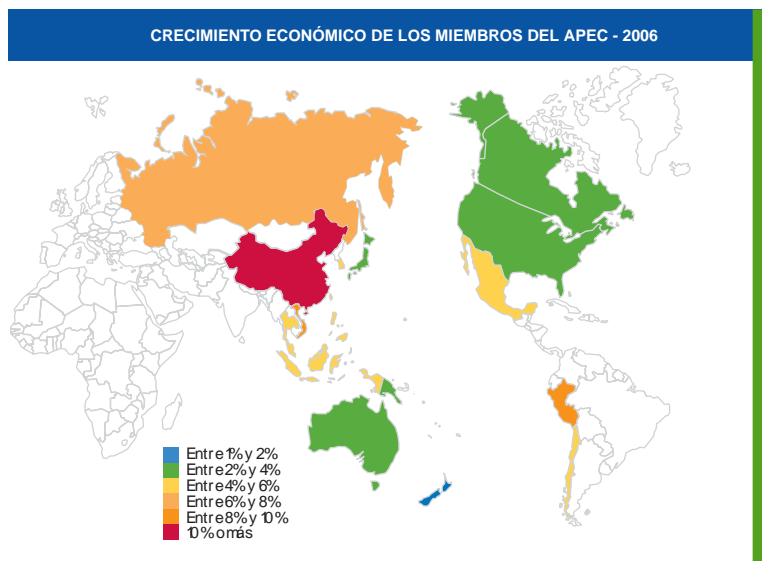 CRECIMIENTO ECONÓMICO DE LOS MIEMBROS DEL APEC - 2006
Entre 1% y 2%
Entre 2% y 4%
Entre 4% y 6%
Entre 6% y 8%
Entre 8% y 10%
10% o más